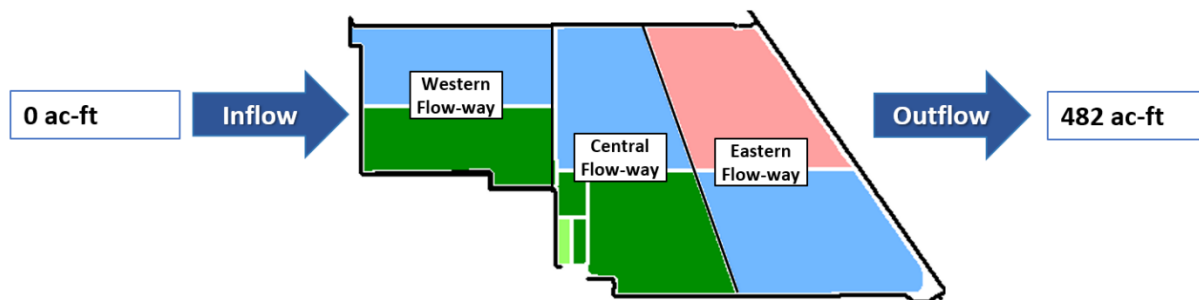 0 ac-ft
Inflow
Western
Flow-way
Central
Flow-way
Eastern
Flow-way
Outflow
482 ac-ft